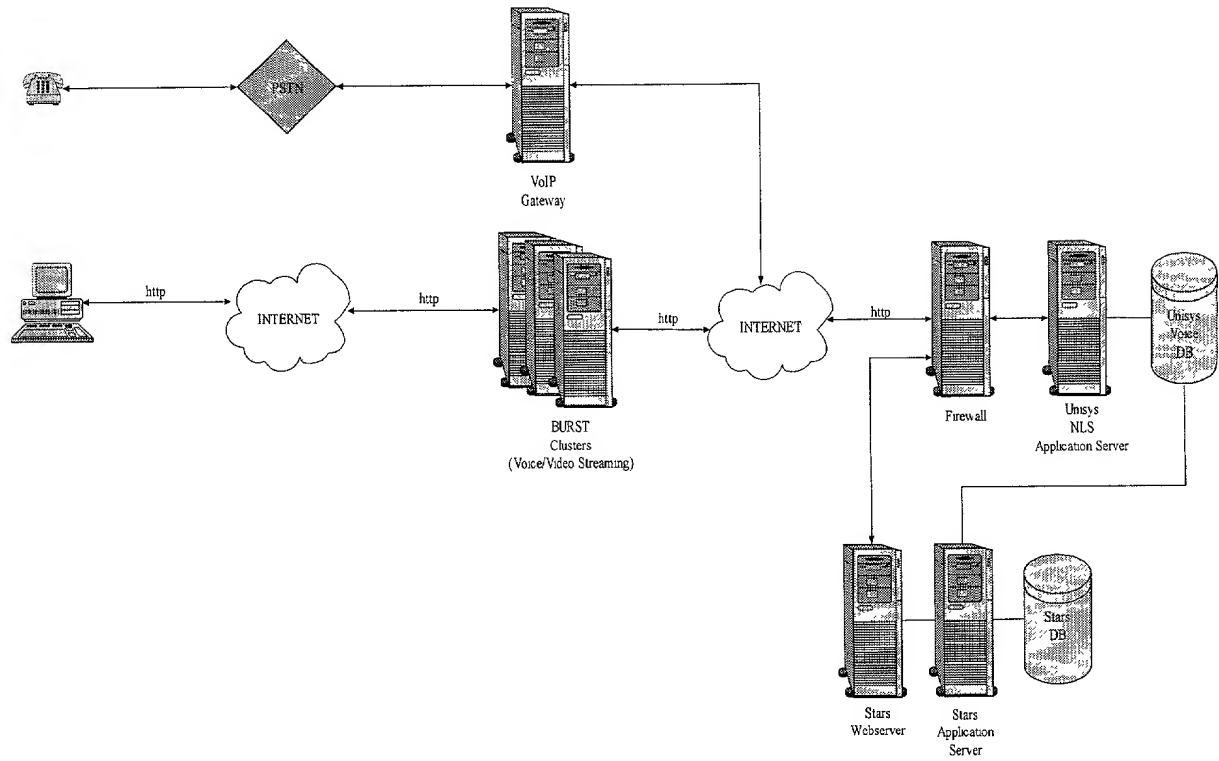 PSTN
VoIP
Gateway
http
INTERNET
http
BURST
Clusters
(Voice/Video Streaming)
http
INTERNET
http
Firewall
Unisys
NLS
Application Server
Unisys
Voice
DB
Stars
Webserver
Stars
Application
Server
Stars
DB